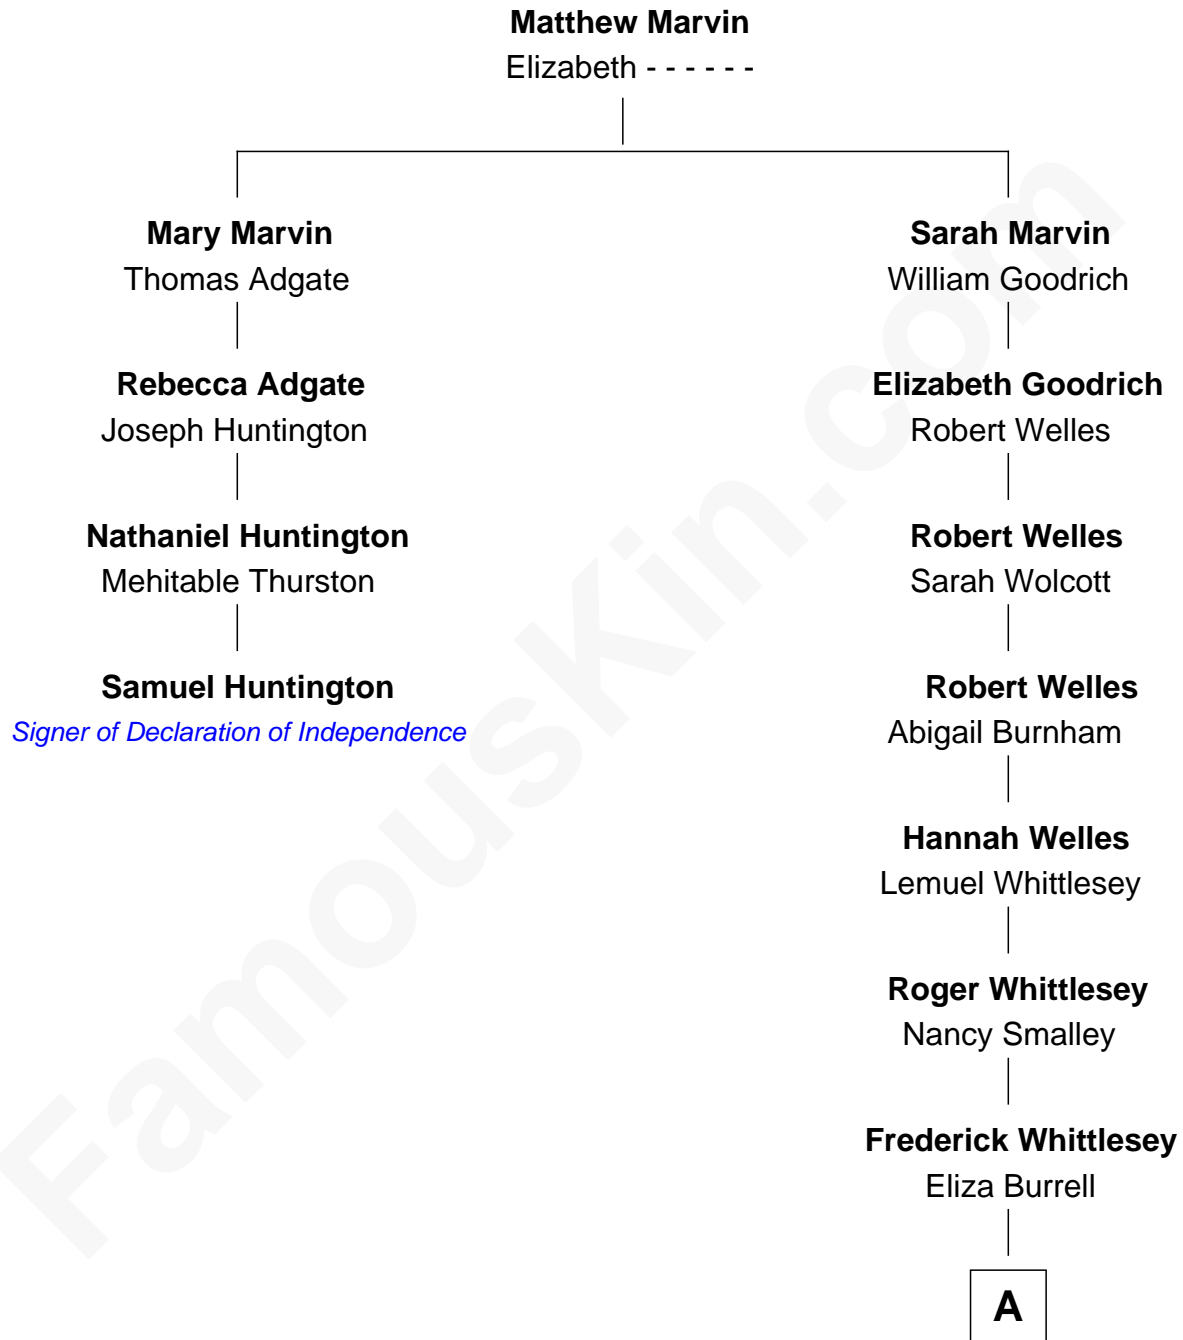 Matthew Marvin
Elizabeth - - - - - -
Mary Marvin
Thomas Adgate
Sarah Marvin
William Goodrich
Rebecca Adgate
Joseph Huntington
Elizabeth Goodrich
Robert Welles
Nathaniel Huntington
Mehitable Thurston
Robert Welles
Sarah Wolcott
Samuel Huntington
Signer of Declaration of Independence
Robert Welles
Abigail Burnham
Hannah Welles
Lemuel Whittlesey
Roger Whittlesey
Nancy Smalley
Frederick Whittlesey
Eliza Burrell
A
FamousKin.com